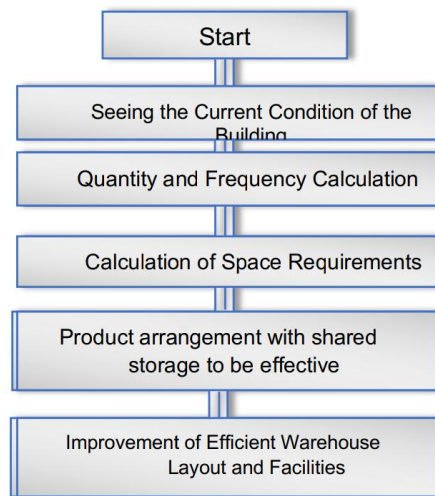 Start
Seeing the Current Condition of the
Building
Quantity and Frequency Calculation
Calculation of Space Requirements
Product arrangement with shared
storage to be effective
Improvement of Efficient Warehouse
Layout and Facilities